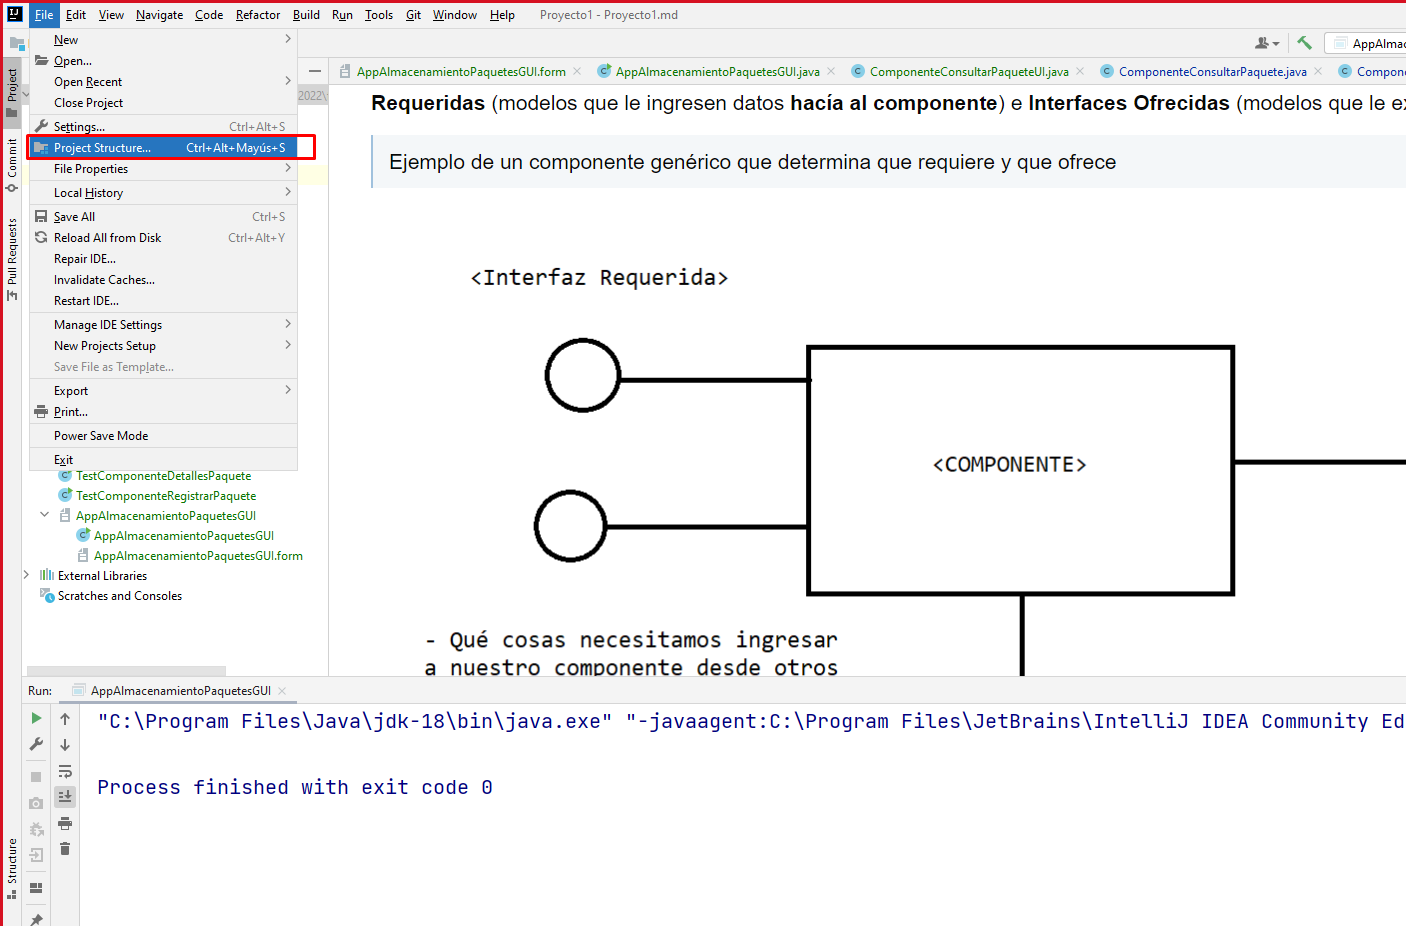 IJ
File Edit View Navigate Code Refactor Build Run Tools Git Window Help Proyecto1 - Proyecto1.md
AppAlmac
New
Open...
Open Recent
Close Project
Settings... Ctrl+Alt+S
Project Structure... Ctrl+Alt+Mayús+S
File Properties
Local History
Save All Ctrl+S
Reload All from Disk Ctrl+Alt+Y
Repair IDE...
Invalidate Caches...
Restart IDE...
Manage IDE Settings
New Projects Setup
Save File as Template...
Export
Print...
Power Save Mode
Exit
Project
Commit
Pull Requests
Structure
2022\
TestComponenteDetallesPaquete
TestComponenteRegistrarPaquete
AppAlmacenamientoPaquetesGUI
AppAlmacenamientoPaquetesGUI
AppAlmacenamientoPaquetesGUI.form
External Libraries
Scratches and Consoles
AppAlmacenamientoPaquetesGUI.form AppAlmacenamientoPaquetesGUI.java ComponenteConsultarPaqueteUI.java ComponenteConsultarPaquete.java Compon
Requeridas (modelos que le ingresen datos hacía al componente) e Interfaces Ofrecidas (modelos que le ex
Ejemplo de un componente genérico que determina que requiere y que ofrece
<Interfaz Requerida>
<COMPONENTE>
- Qué cosas necesitamos ingresar
a nuestro componente desde otros
Run: AppAlmacenamientoPaquetesGUI
"C:\Program Files\Java\jdk-18\bin\java.exe" "-javaagent:C:\Program Files\JetBrains\IntelliJ IDEA Community Ed
Process finished with exit code 0